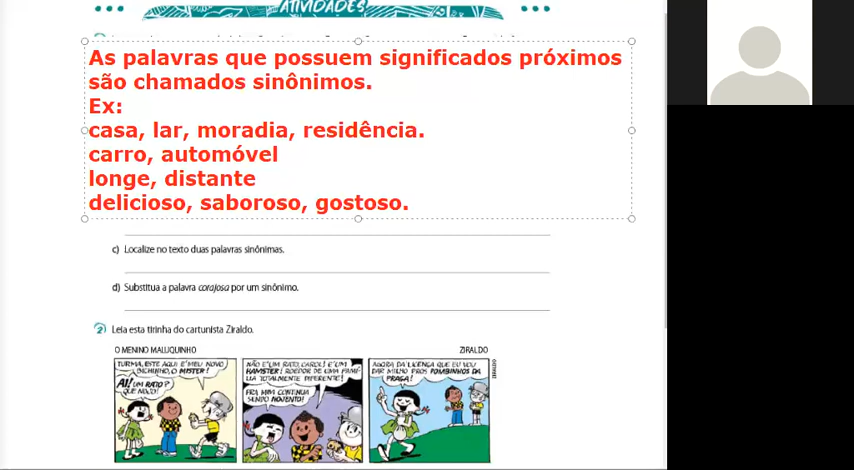 ATIVIDADES
As palavras que possuem significados próximos
são chamados sinônimos.
Ex:
casa, lar, moradia, residência.
carro, automóvel
longe, distante
delicioso, saboroso, gostoso.
c) Localize no texto duas palavras sinônimas.
d) Substitua a palavra corajosa por um sinônimo.
2 Leia esta tirinha do cartunista Ziraldo.
O MENINO MALUQUINHO
ZIRALDO
TURMA, ESTE AQUI É MEU NOVO
BICHINHO, O MISTER!
AI! UM RATO?
QUE NOJO!
NÃO É UM RATO, CAROL! É UM
HAMSTER! ROEDOR DE UMA FAMÍ-
LIA TOTALMENTE DIFERENTE!
PRA MIM CONTINUA
SENDO NOJENTO!
AGORA DÁ LICENÇA QUE EU VOU
DAR MILHO PROS POMBINHOS DA
PRAÇA!